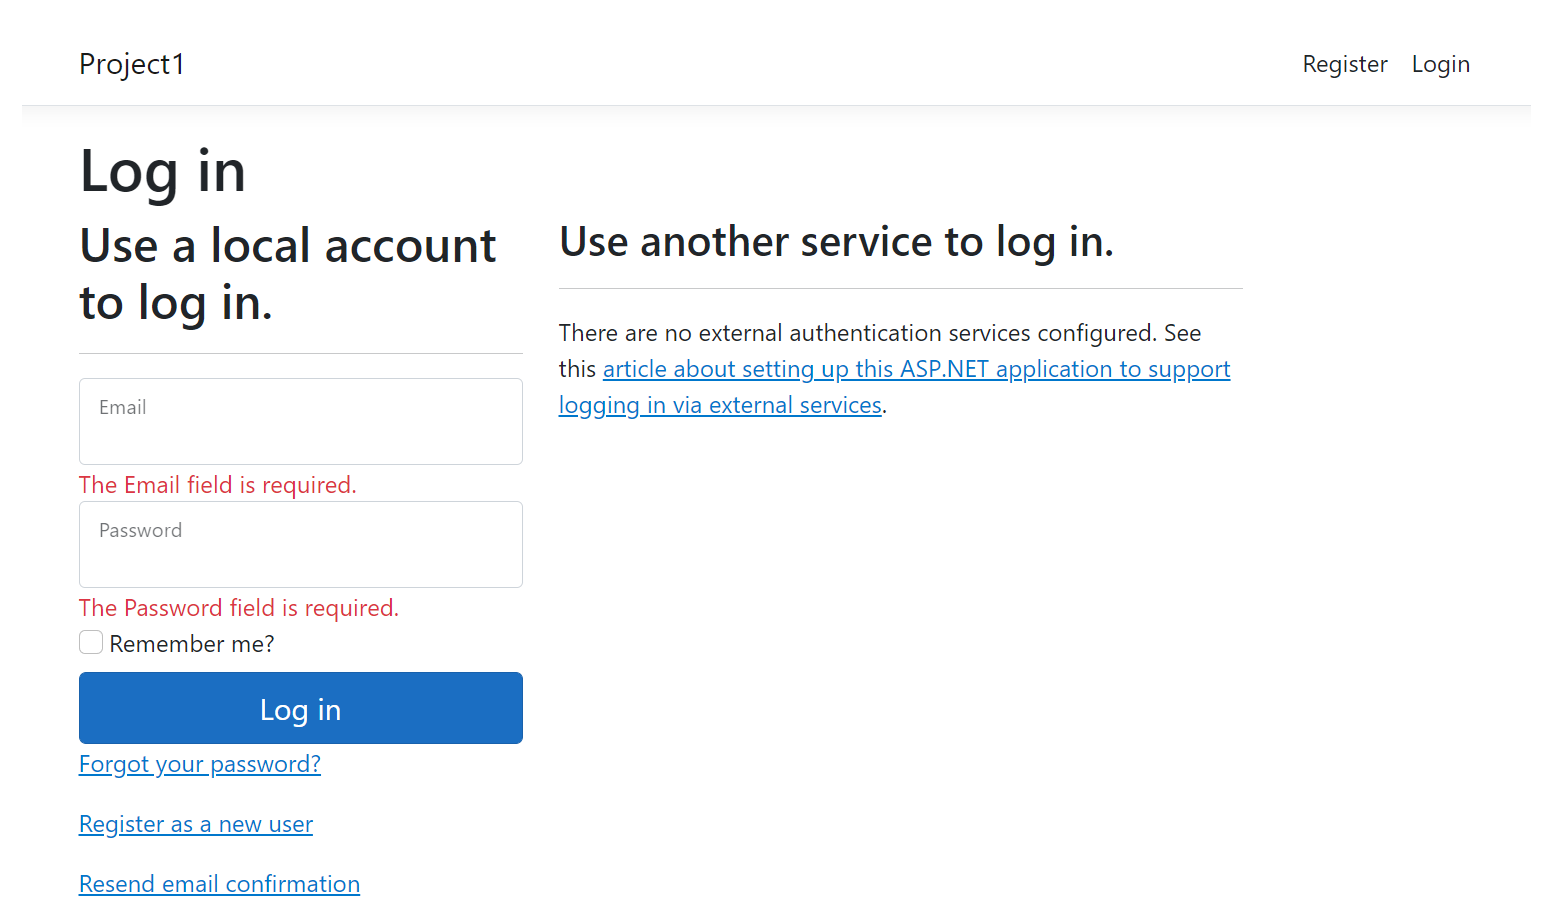 Project1
Register Login
Log in
Use a local account
to log in.
Email
The Email field is required.
Password
The Password field is required.
Remember me?
Log in
Forgot your password?
Register as a new user
Resend email confirmation
Use another service to log in.
There are no external authentication services configured. See
this article about setting up this ASP.NET application to support
logging in via external services.